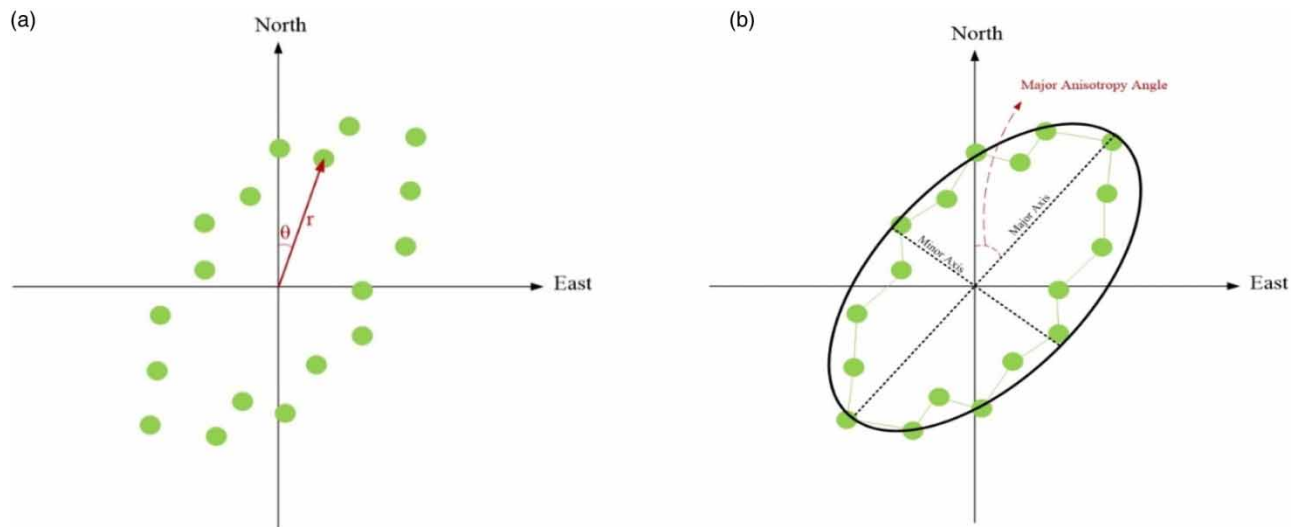 (a)
North
θ
r
East
(b)
North
Major Anisotropy Angle
Major Axis
Minor Axis
East